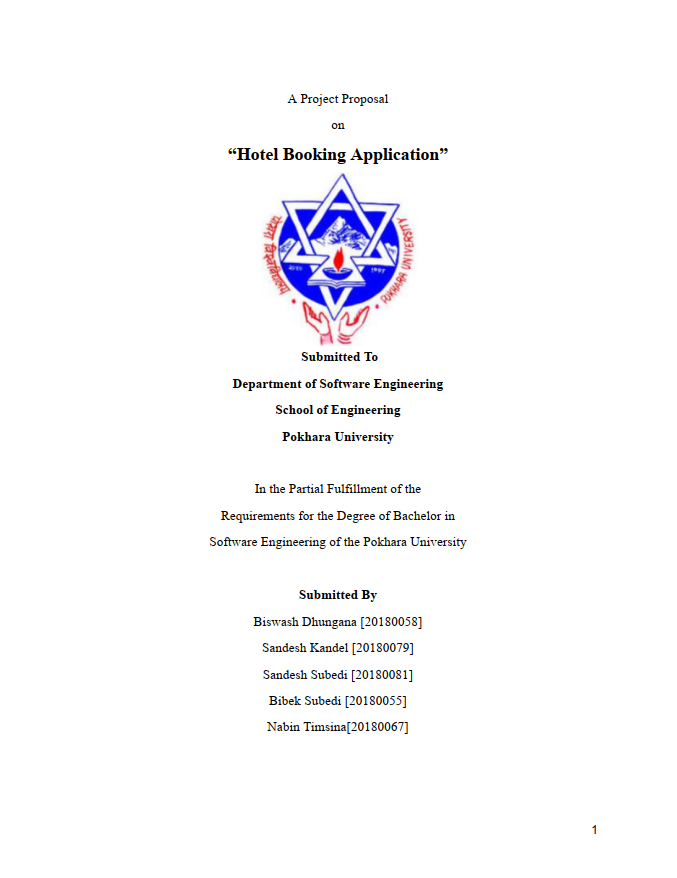 A Project Proposal
on
“Hotel Booking Application”
पोखरा विश्वविद्यालय
POKHARA UNIVERSITY
1997
Submitted To
Department of Software Engineering
School of Engineering
Pokhara University
In the Partial Fulfillment of the
Requirements for the Degree of Bachelor in
Software Engineering of the Pokhara University
Submitted By
Biswash Dhungana [20180058]
Sandesh Kandel [20180079]
Sandesh Subedi [20180081]
Bibek Subedi [20180055]
Nabin Timsina[20180067]
1